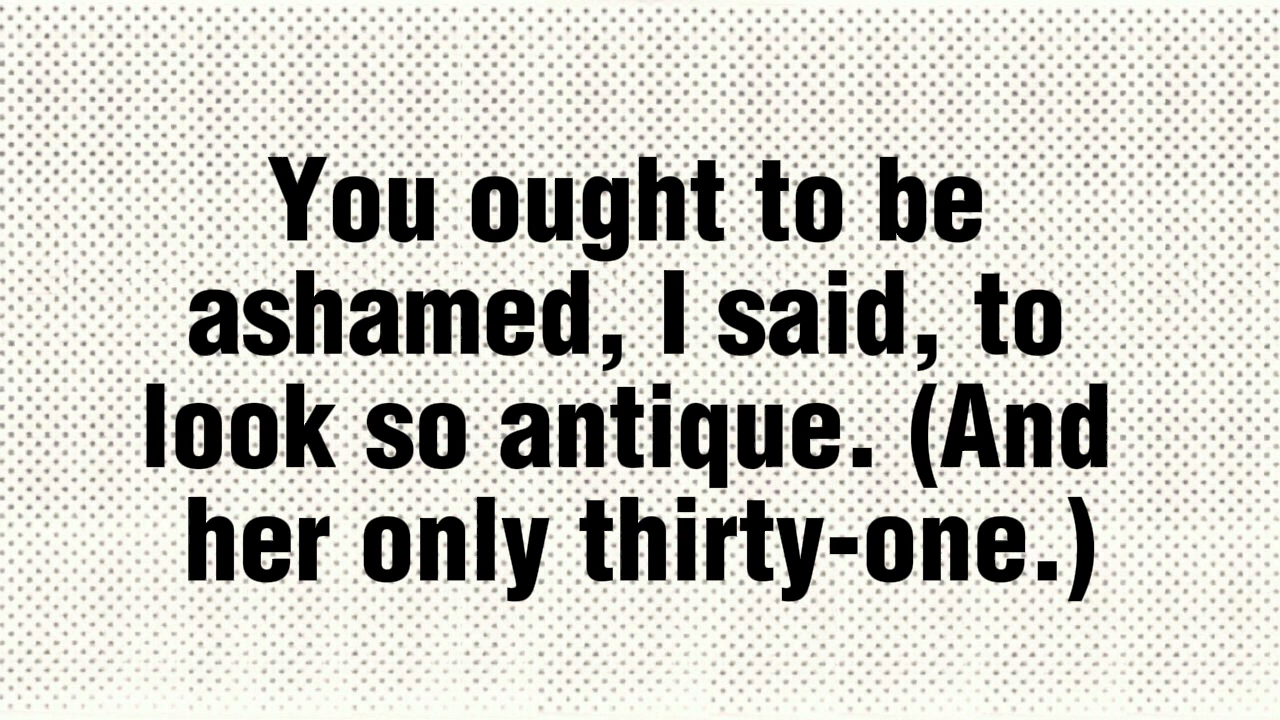 You ought to be
ashamed, I said, to
look so antique. (And
her only thirty-one.)